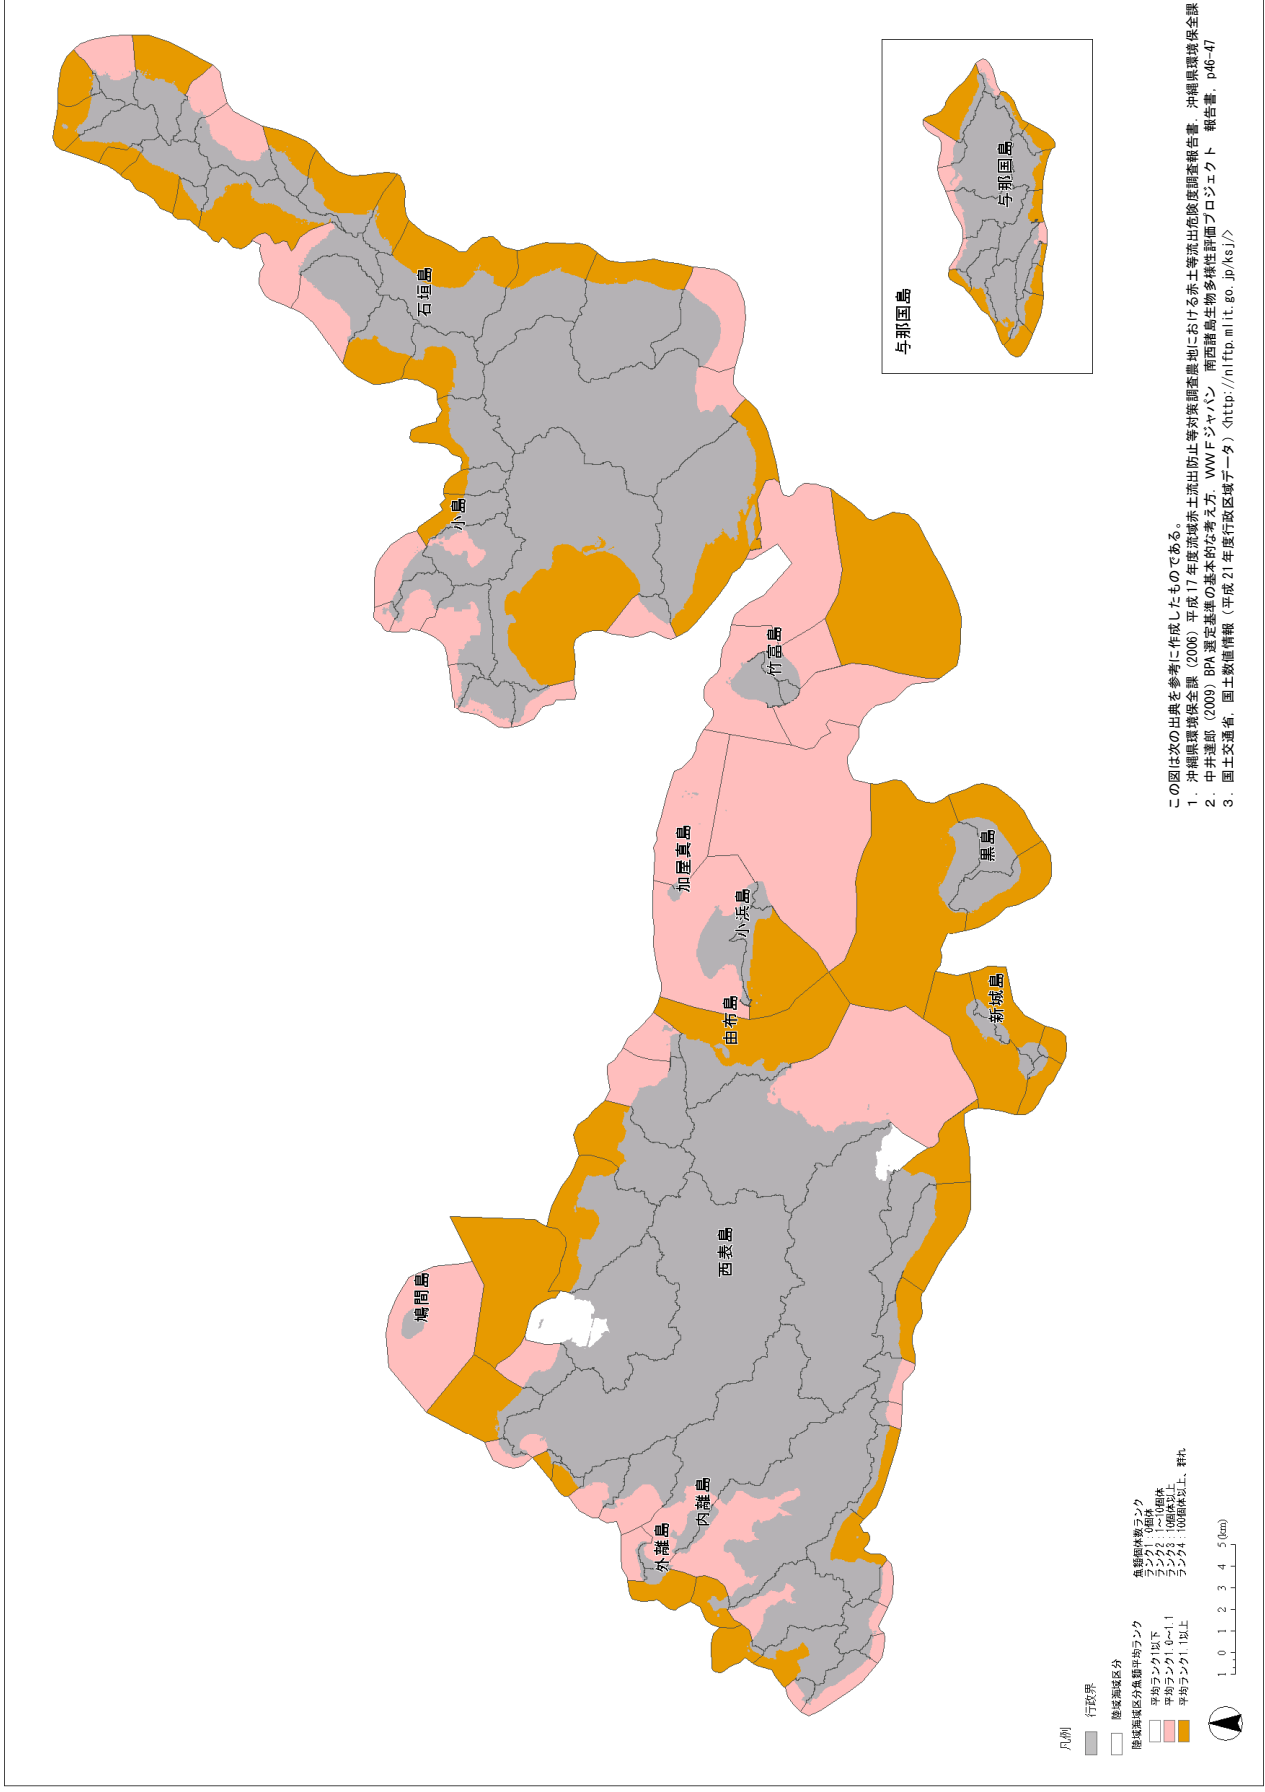 与那国島
与那国島
石垣島
小島
竹富島
加屋真島
小浜島
由布島
黒島
新城島
西表島
鳩間島
内離島
外離島
この図は次の出典を参考に作成したものである。
1. 沖縄県環境保全課 (2006) 平成17年度流域赤土流出防止等対策調査農地における赤土等流出危険度調査報告書. 沖縄県環境保全課
2. 中井達郎 (2009) BPA選定基準の基本的な考え方. WWFジャパン 南西諸島生物多様性評価プロジェクト 報告書. p46-47
3. 国土交通省. 国土数値情報 (平成21年度行政区域データ) <http://nlftp.mlit.go.jp/ksj/>
凡例
行政界
陸域海域区分
陸域海域区分魚類平均ランク
平均ランク1以下
平均ランク1.0~1.1
平均ランク1.1以上
魚類個体数ランク
ランク1:0個体
ランク2:1~10個体
ランク3:10個体以上
ランク4:100個体以上、群れ
1 0 1 2 3 4 5 (km)